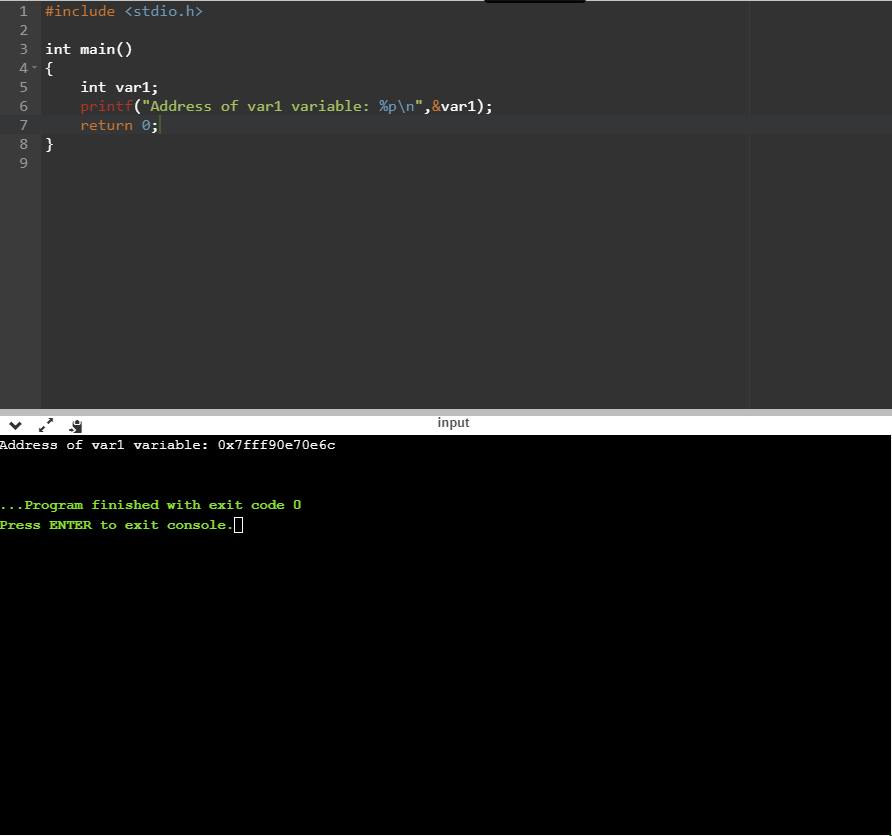 1 #include <stdio.h>
2
3 int main()
4 {
5     int var1;
6     printf("Address of var1 variable: %p\n",&var1);
7     return 0;
8 }
9
input
Address of var1 variable: 0x7fff90e70e6c
...Program finished with exit code 0
Press ENTER to exit console.